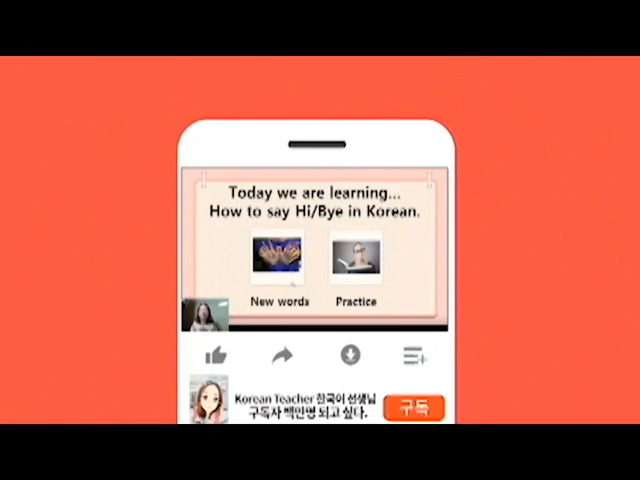 Today we are learning...
How to say Hi/Bye in Korean.
New words
Practice
Korean Teacher 한국어 선생님
구독자 백만명 되고 싶다.
구독